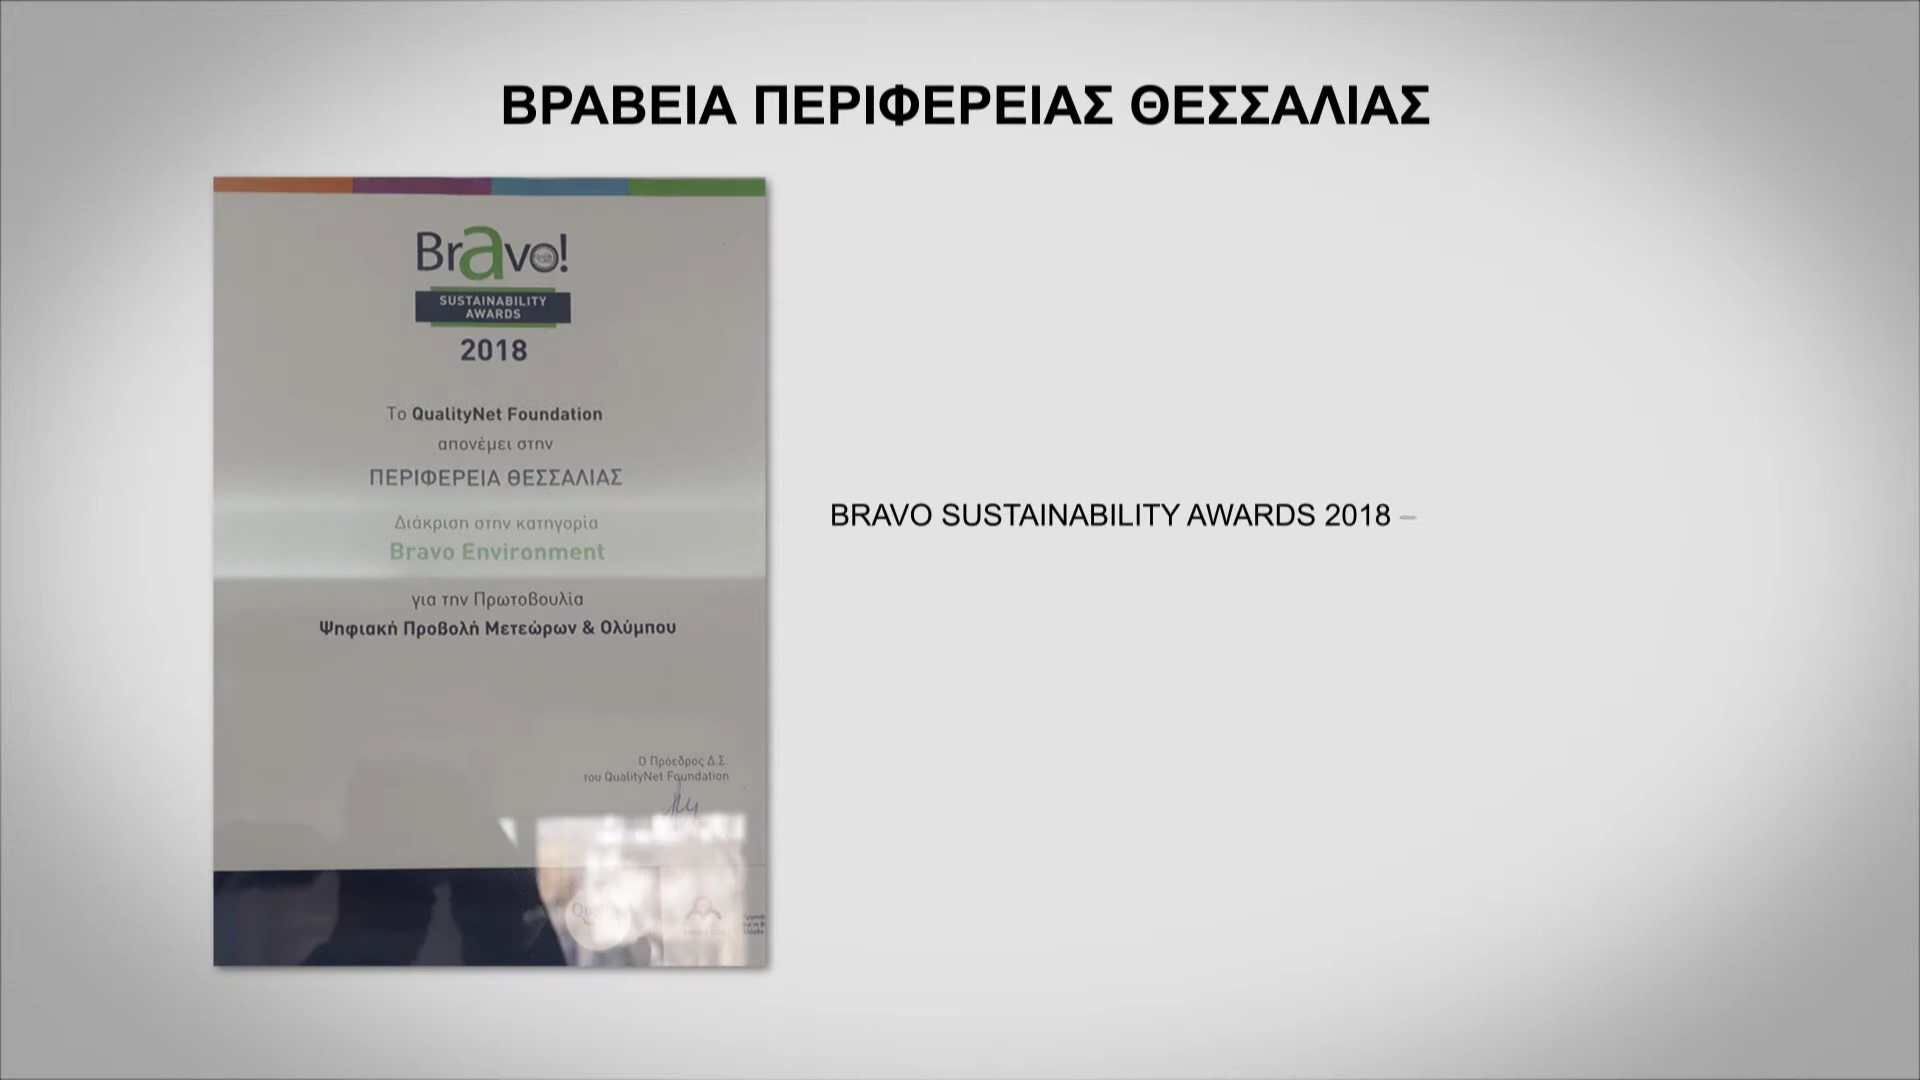 ΒΡΑΒΕΙΑ ΠΕΡΙΦΕΡΕΙΑΣ ΘΕΣΣΑΛΙΑΣ
Bravo!
SUSTAINABILITY
AWARDS
2018
Το QualityNet Foundation
απονέμει στην
ΠΕΡΙΦΕΡΕΙΑ ΘΕΣΣΑΛΙΑΣ
Διάκριση στην κατηγορία
Bravo Environment
για την Πρωτοβουλία
Ψηφιακή Προβολή Μετεώρων & Ολύμπου
Ο Πρόεδρος Δ.Σ.
του QualityNet Foundation
BRAVO SUSTAINABILITY AWARDS 2018 –